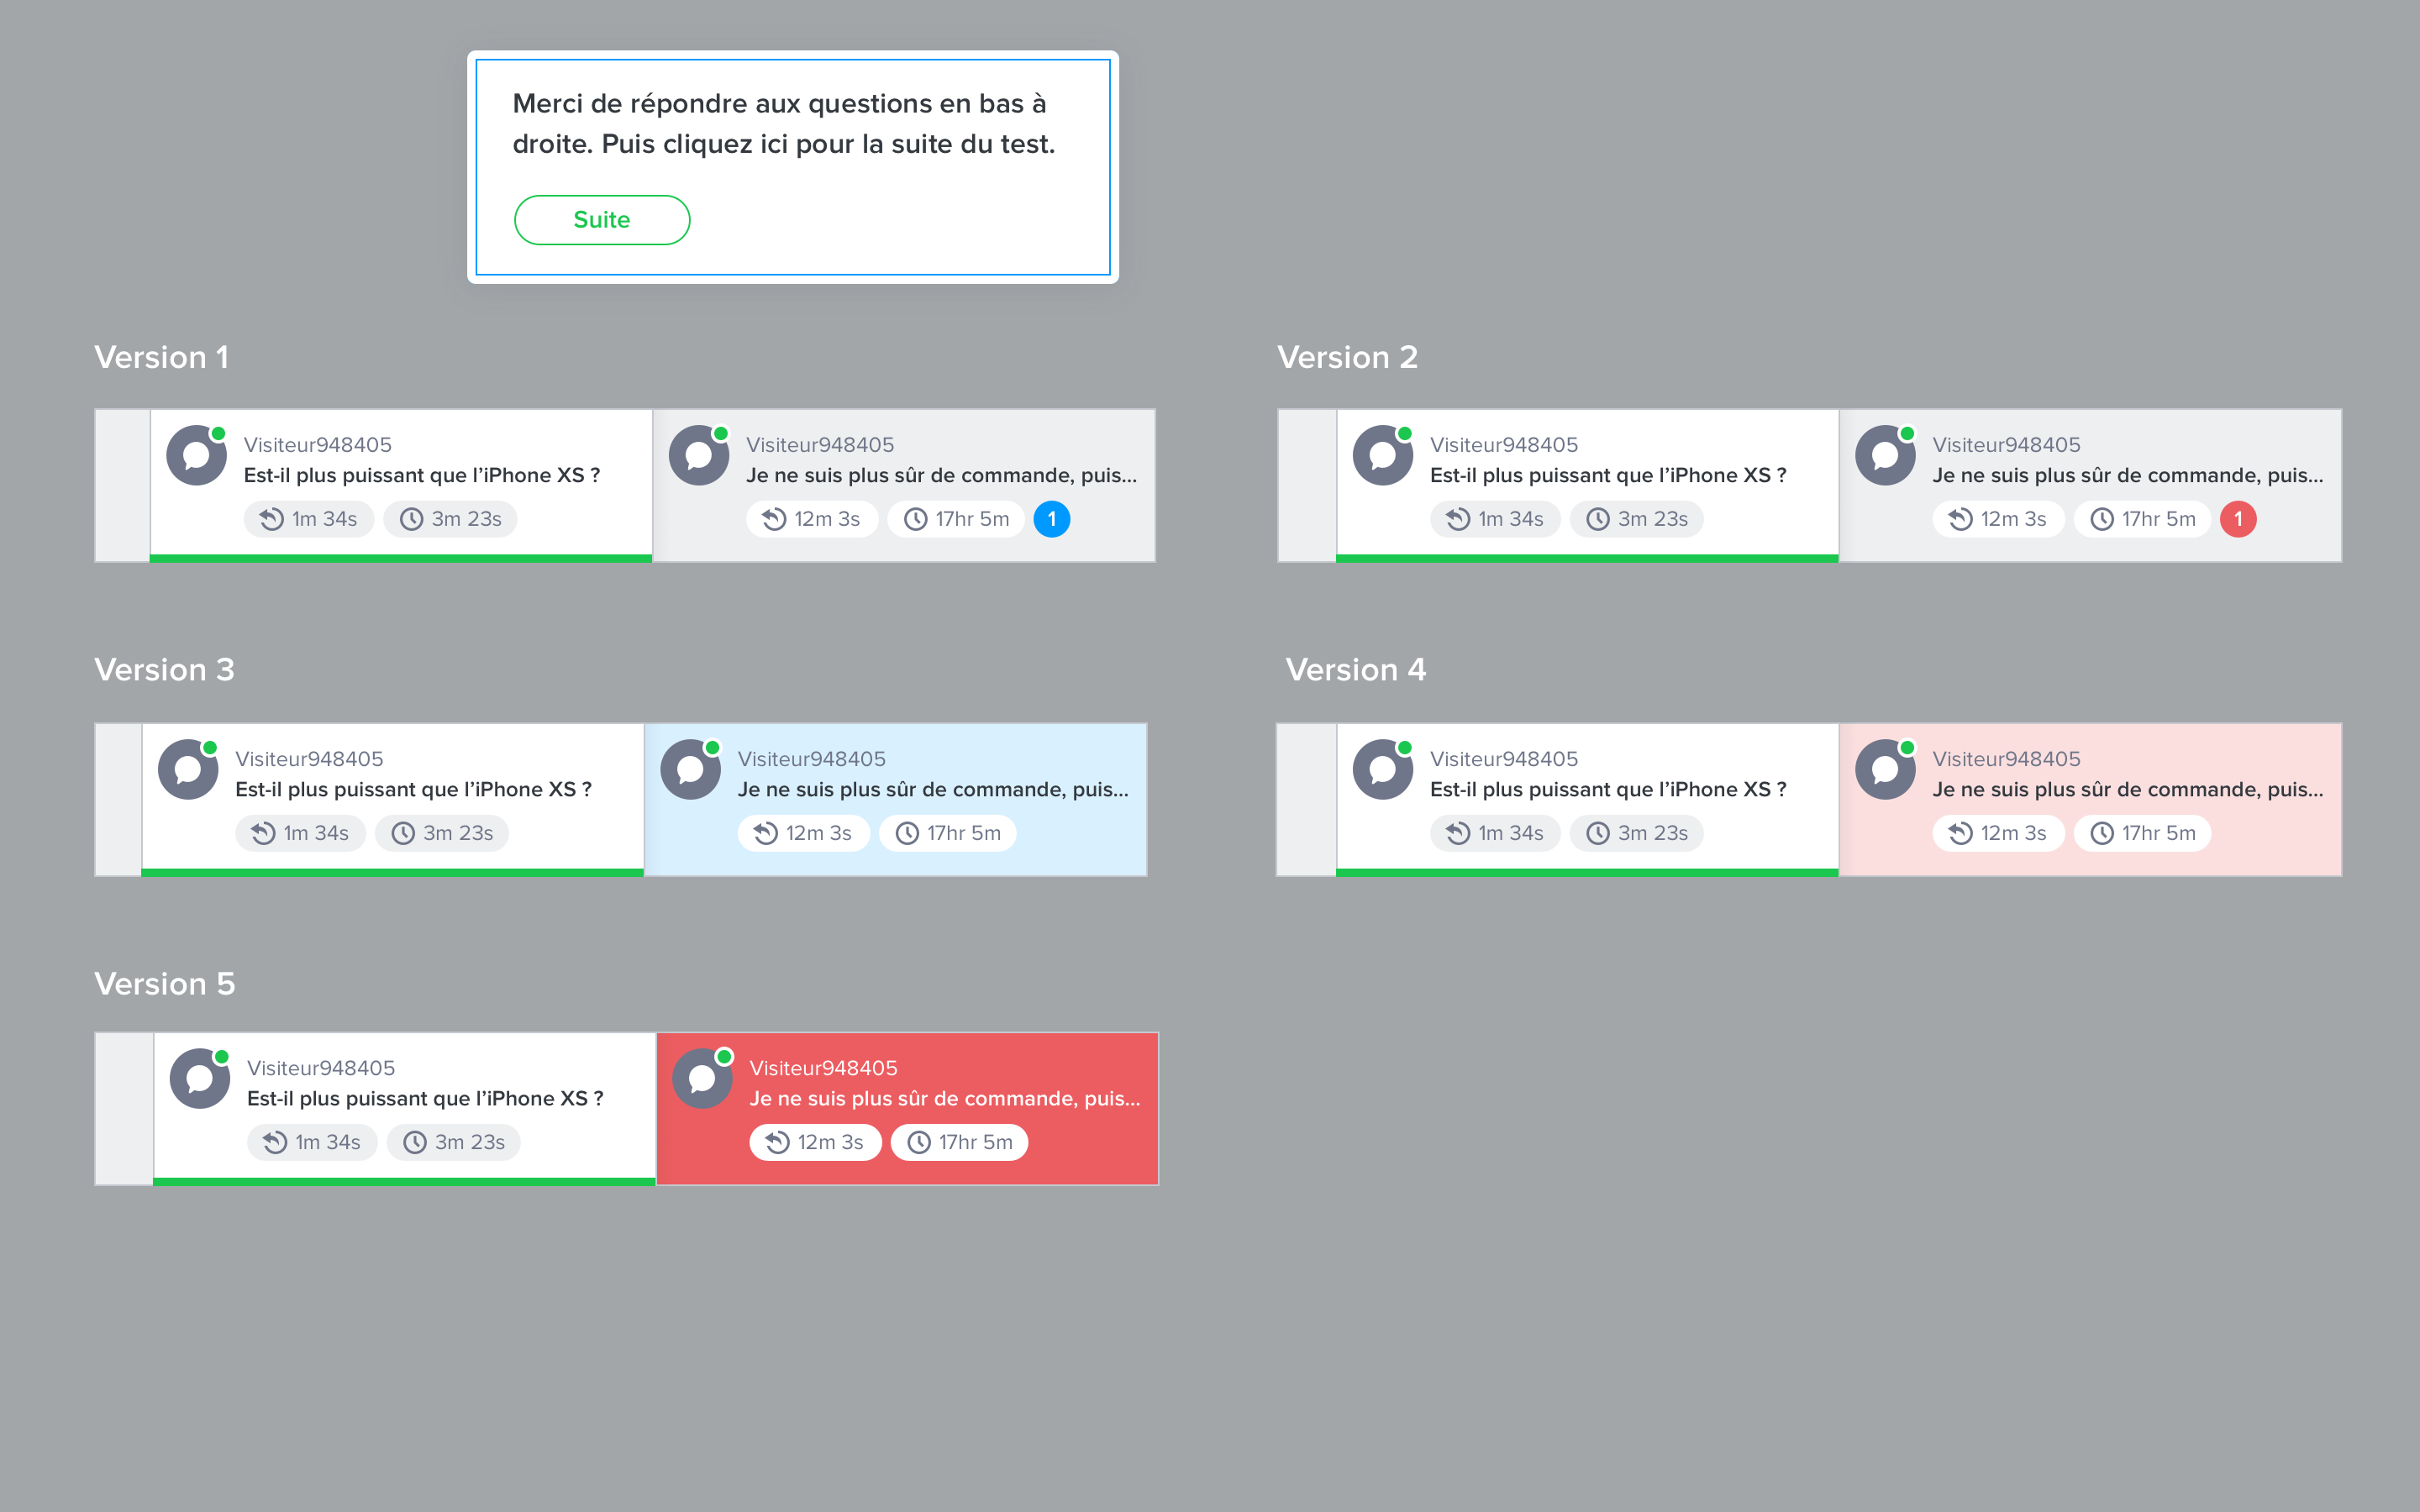 Merci de répondre aux questions en bas à
droite. Puis cliquez ici pour la suite du test.
Suite
Version 1
Visiteur948405
Est-il plus puissant que l’iPhone XS ?
1m 34s
3m 23s
Visiteur948405
Je ne suis plus sûr de commande, puis...
12m 3s
17hr 5m
1
Version 2
Visiteur948405
Est-il plus puissant que l’iPhone XS ?
1m 34s
3m 23s
Visiteur948405
Je ne suis plus sûr de commande, puis...
12m 3s
17hr 5m
1
Version 3
Visiteur948405
Est-il plus puissant que l’iPhone XS ?
1m 34s
3m 23s
Visiteur948405
Je ne suis plus sûr de commande, puis...
12m 3s
17hr 5m
Version 4
Visiteur948405
Est-il plus puissant que l’iPhone XS ?
1m 34s
3m 23s
Visiteur948405
Je ne suis plus sûr de commande, puis...
12m 3s
17hr 5m
Version 5
Visiteur948405
Est-il plus puissant que l’iPhone XS ?
1m 34s
3m 23s
Visiteur948405
Je ne suis plus sûr de commande, puis...
12m 3s
17hr 5m